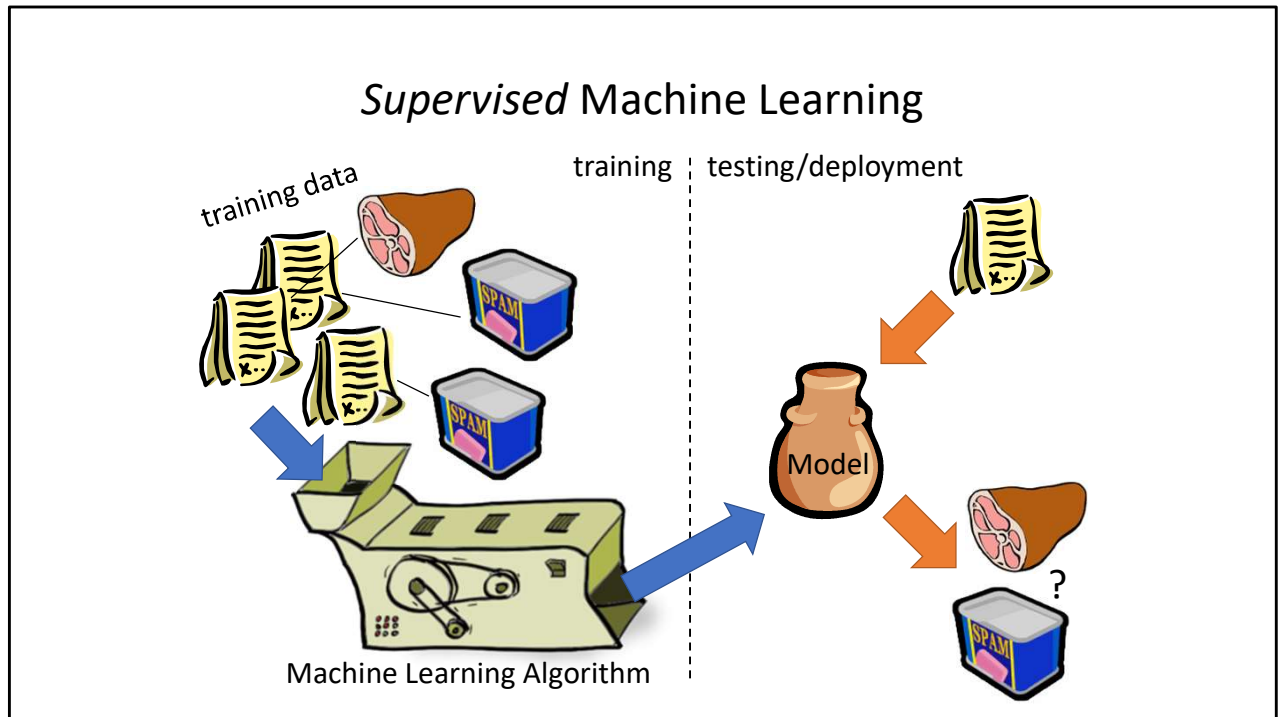 Supervised Machine Learning
training
testing/deployment
training data
SPAM
SPAM
Model
Machine Learning Algorithm
?
SPAM